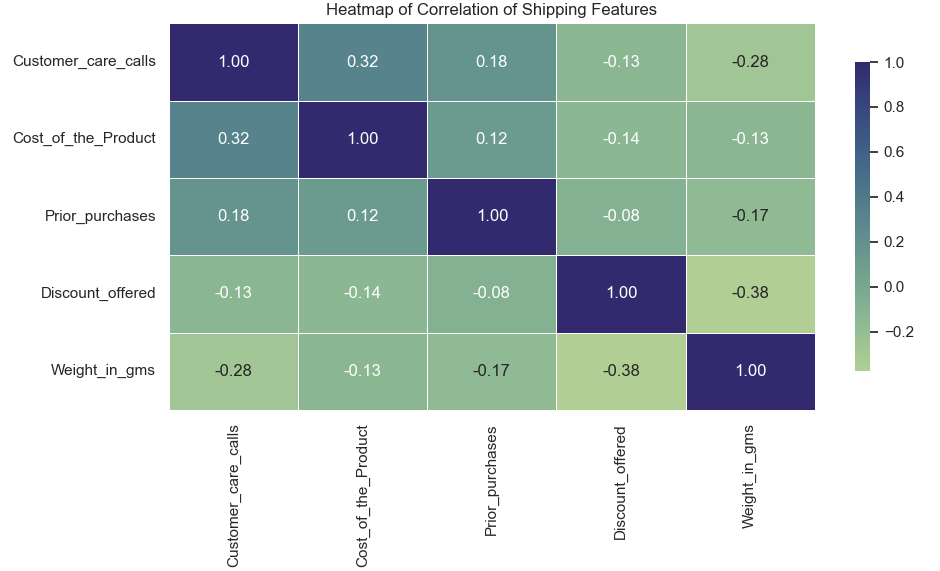 Heatmap of Correlation of Shipping Features
Customer_care_calls 1.00 0.32 0.18 -0.13 -0.28
Cost_of_the_Product 0.32 1.00 0.12 -0.14 -0.13
Prior_purchases 0.18 0.12 1.00 -0.08 -0.17
Discount_offered -0.13 -0.14 -0.08 1.00 -0.38
Weight_in_gms -0.28 -0.13 -0.17 -0.38 1.00
Customer_care_calls
Cost_of_the_Product
Prior_purchases
Discount_offered
Weight_in_gms
1.0
0.8
0.6
0.4
0.2
0.0
−0.2